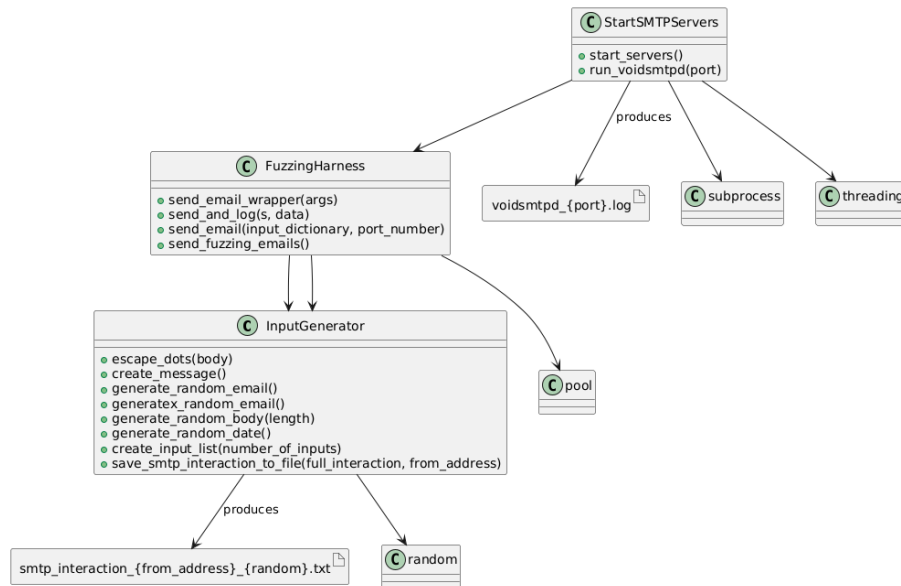 C StartSMTPServers
start_servers()
run_voidsmtpd(port)
produces
C FuzzingHarness
send_email_wrapper(args)
send_and_log(s, data)
send_email(input_dictionary, port_number)
send_fuzzing_emails()
voidsmtpd_{port}.log
C subprocess
C threading
C InputGenerator
escape_dots(body)
create_message()
generate_random_email()
generatex_random_email()
generate_random_body(length)
generate_random_date()
create_input_list(number_of_inputs)
save_smtp_interaction_to_file(full_interaction, from_address)
C pool
produces
smtp_interaction_{from_address}_{random}.txt
C random